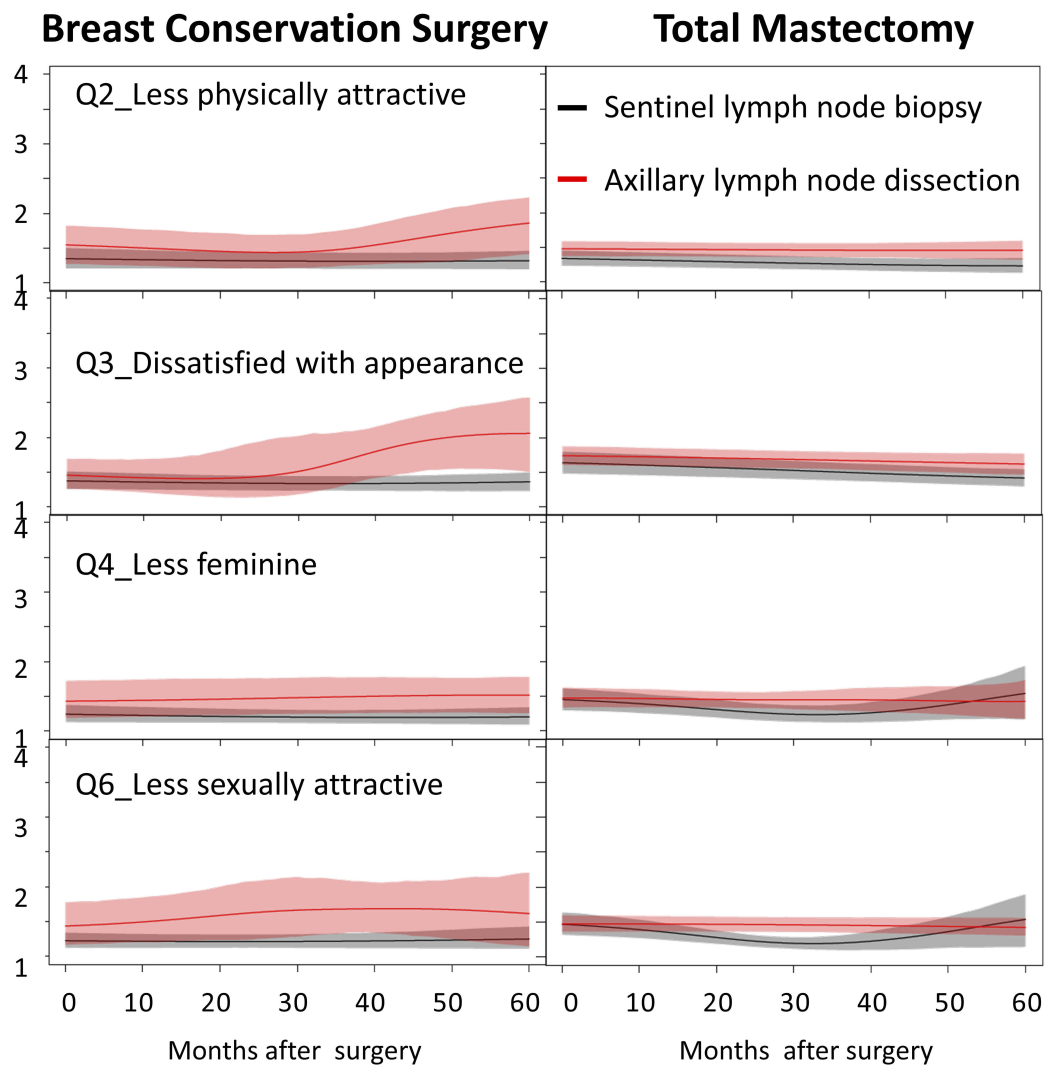 Breast Conservation Surgery
Total Mastectomy
4
Q2_Less physically attractive
Sentinel lymph node biopsy
3
Axillary lymph node dissection
2
1
4
Q3_Dissatisfied with appearance
3
2
1
4
Q4_Less feminine
3
2
1
4
Q6_Less sexually attractive
3
2
1
0 10 20 30 40 50 60 0 10 20 30 40 50 60
Months after surgery
Months after surgery